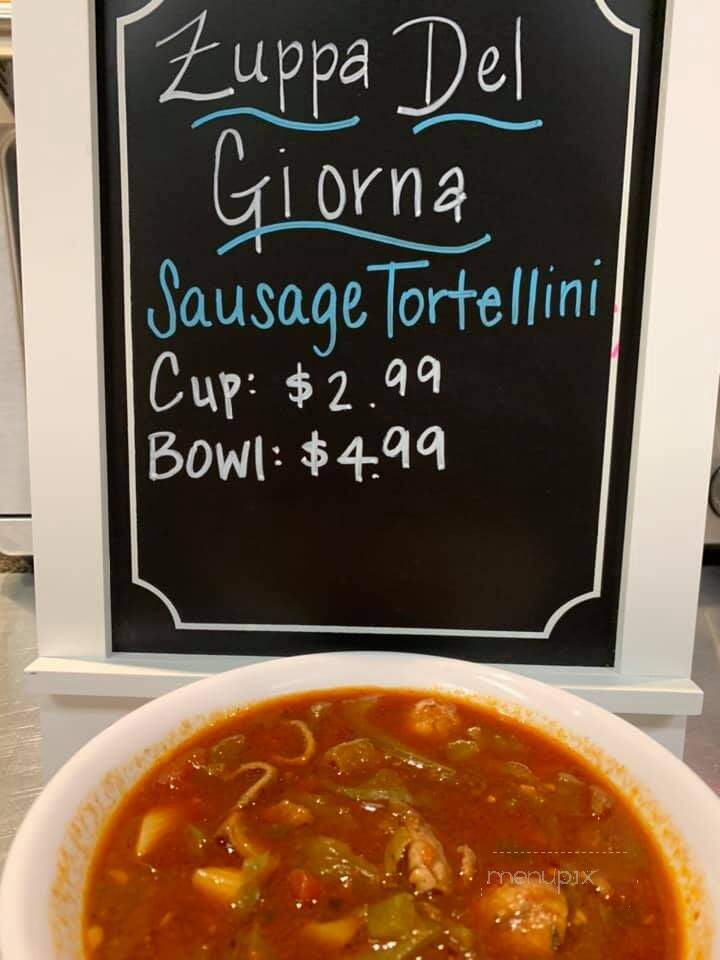 Zuppa Del
Giorna
Sausage Tortellini
Cup: $2.99
Bowl: $4.99
menupix